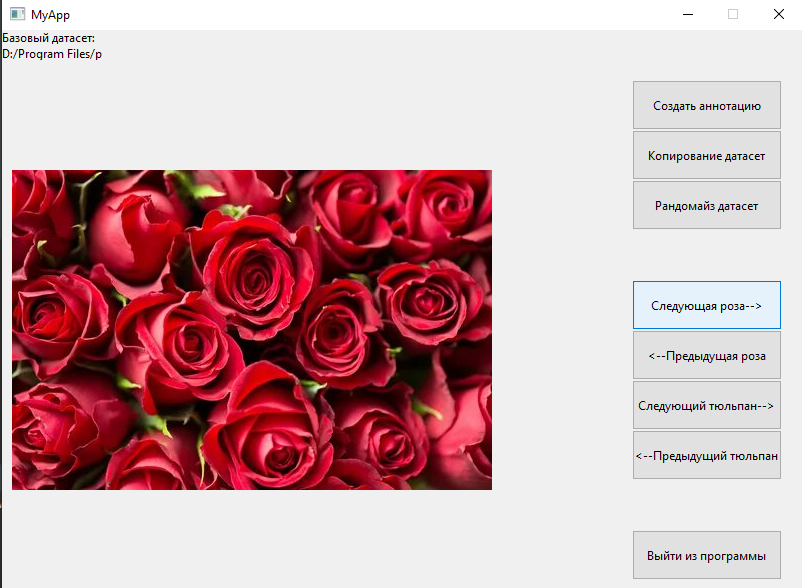 MyApp
Базовый датасет:
D:/Program Files/p
Создать аннотацию
Копирование датасет
Рандомайз датасет
Следующая роза-->
<--Предыдущая роза
Следующий тюльпан-->
<--Предыдущий тюльпан
Выйти из программы